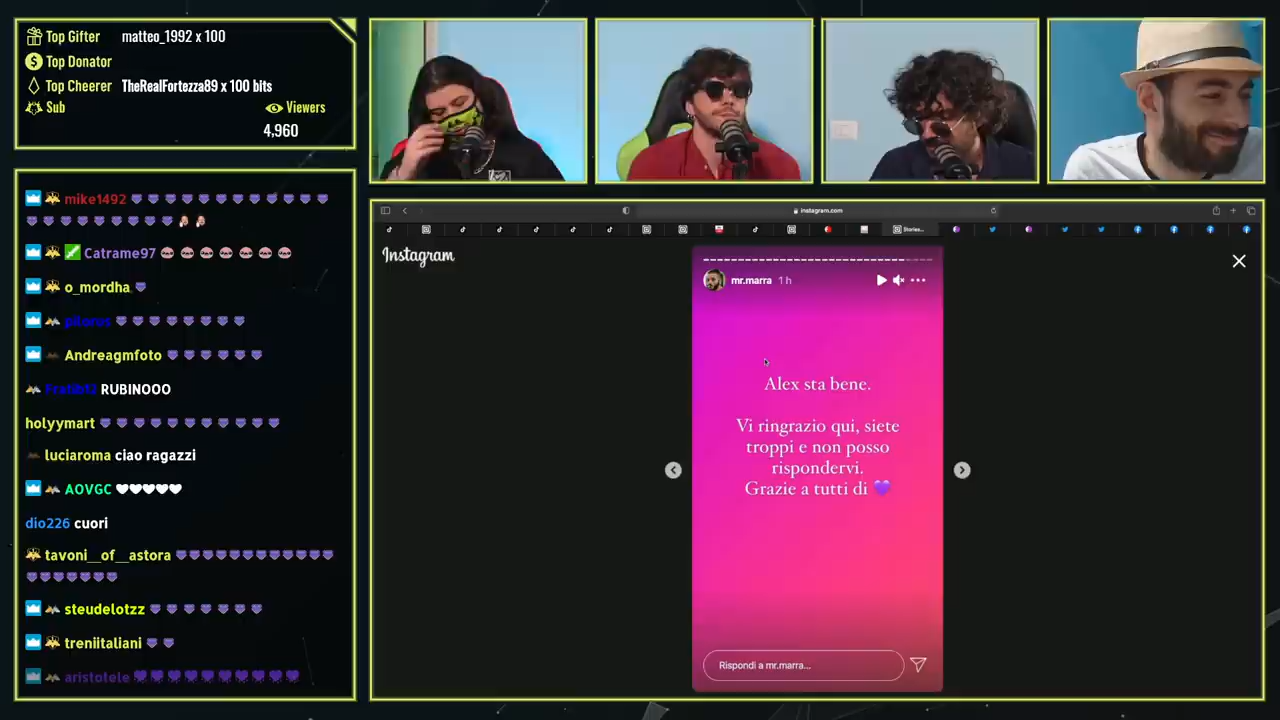 Top Gifter matteo_1992 x 100
Top Donator
Top Cheerer TheRealFortezza89 x 100 bits
Sub Viewers
4,960
mike1492
Catrame97
o_mordha
pilorus
Andreagmfoto
RUBINOOO
holyymart
luciaroma ciao ragazzi
AOVGC
dio226 cuori
tavoni__of__astora
steudelotzz
treniitaliani
aristotele
instagram.com
Stories...
Instagram
mr.marra 1 h
Alex sta bene.
Vi ringrazio qui, siete
troppi e non posso
rispondervi.
Grazie a tutti di 💜
Rispondi a mr.marra...